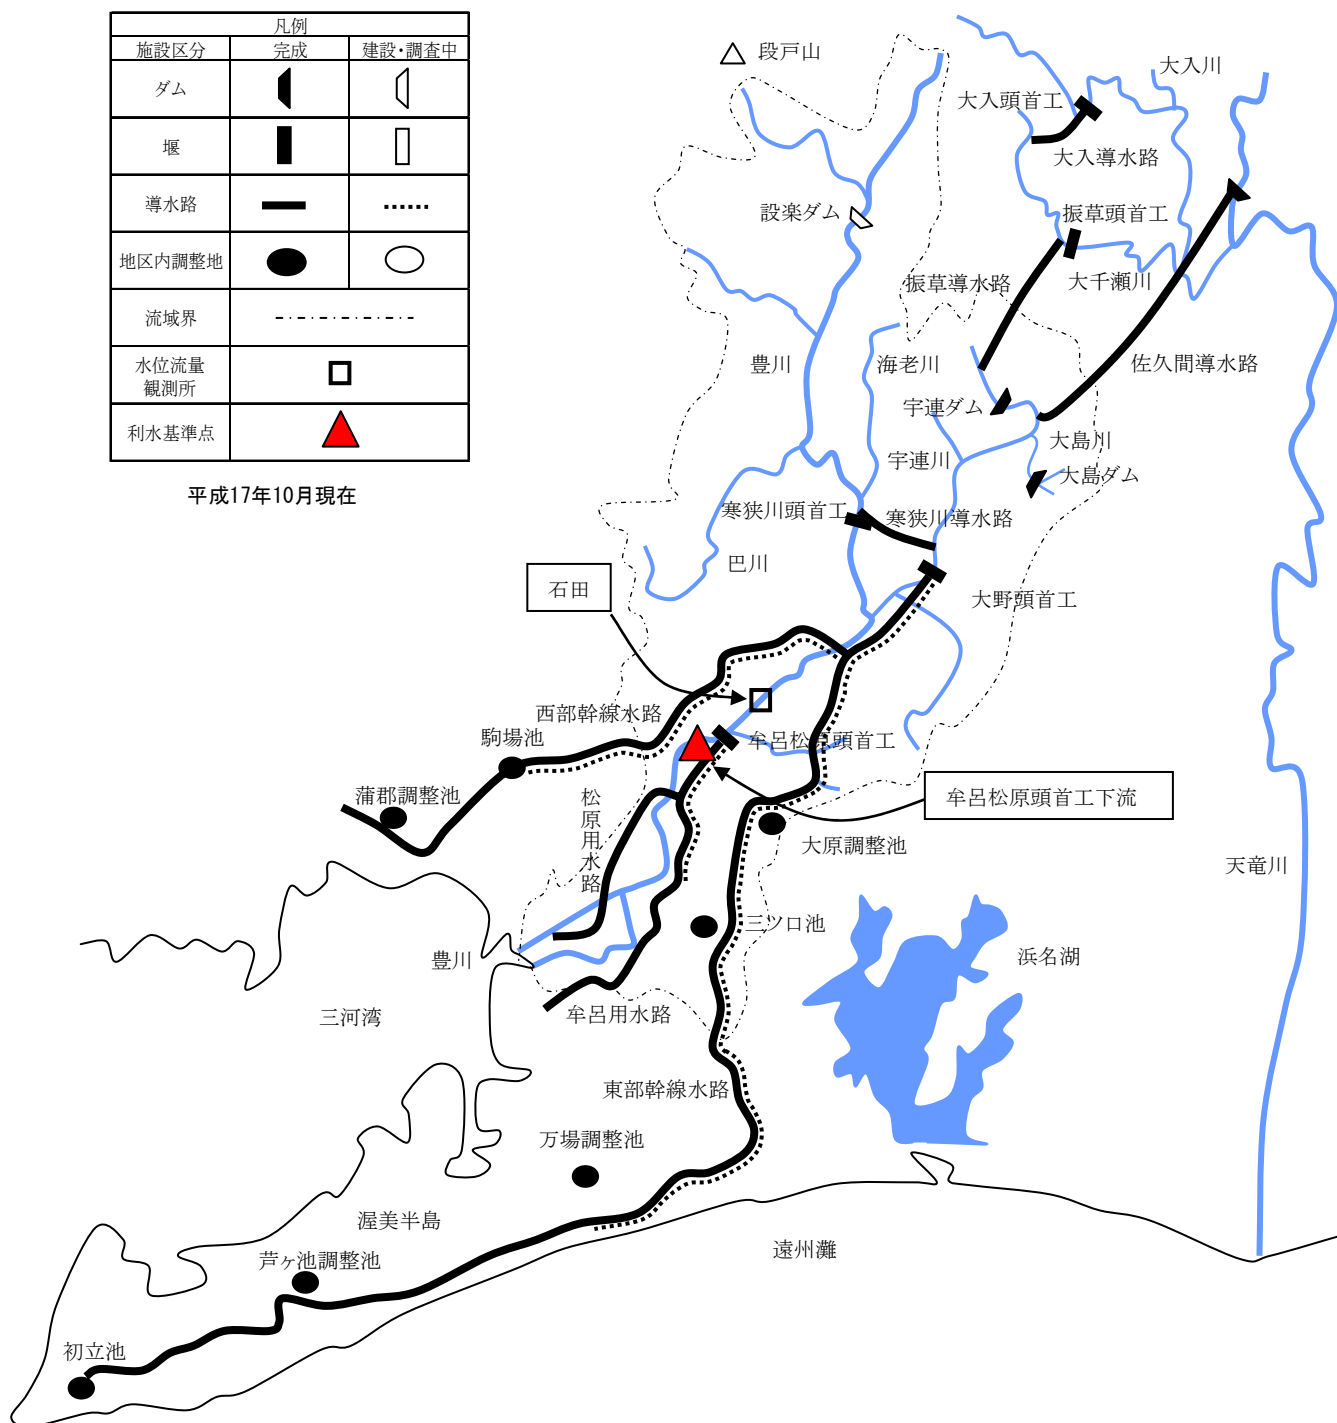 凡例
施設区分 完成 建設・調査中
ダム
堰
導水路
地区内調整地
流域界
水位流量
観測所
利水基準点
平成17年10月現在
段戸山
大入川
大入頭首工
大入導水路
設楽ダム
振草頭首工
振草導水路
大千瀬川
豊川
海老川
佐久間導水路
宇連ダム
大島川
宇連川
大島ダム
寒狭川頭首工
寒狭川導水路
巴川
石田
大野頭首工
西部幹線水路
駒場池
牟呂松原頭首工
蒲郡調整池
松原用水路
牟呂松原頭首工下流
大原調整池
天竜川
三ツ口池
豊川
浜名湖
三河湾
牟呂用水路
東部幹線水路
万場調整池
渥美半島
遠州灘
芦ヶ池調整池
初立池